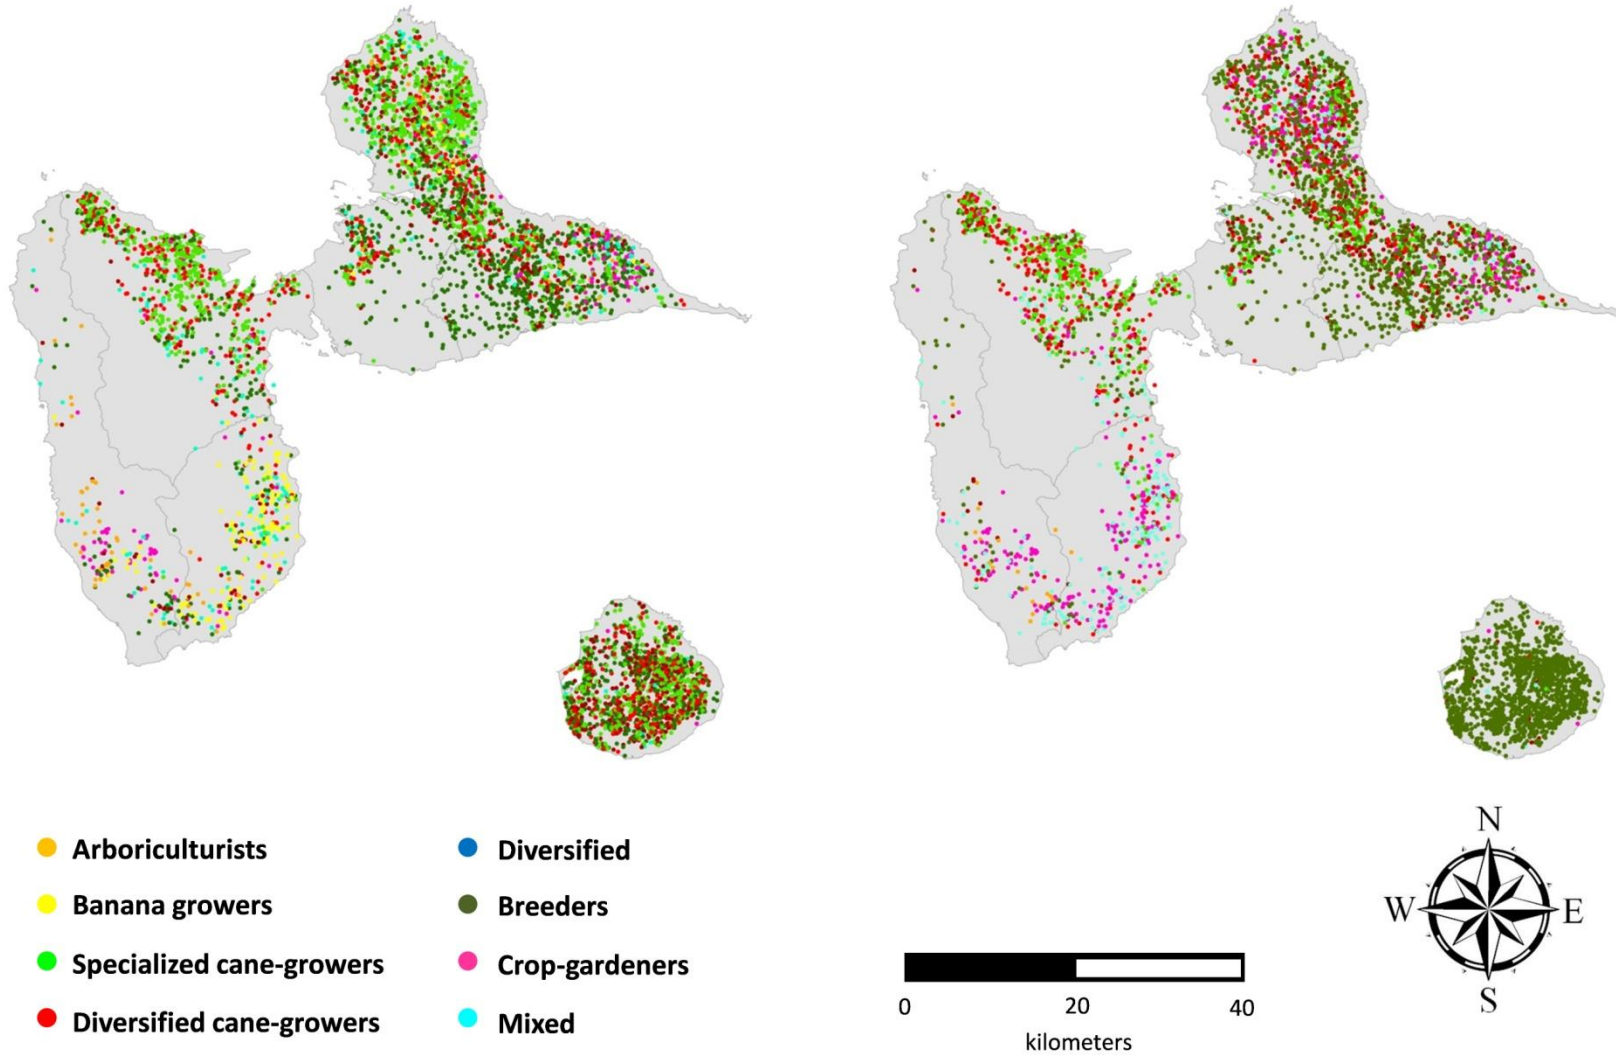 Arboriculturists
Banana growers
Specialized cane-growers
Diversified cane-growers
Diversified
Breeders
Crop-gardeners
Mixed
0 20 40
kilometers
N
W E
S